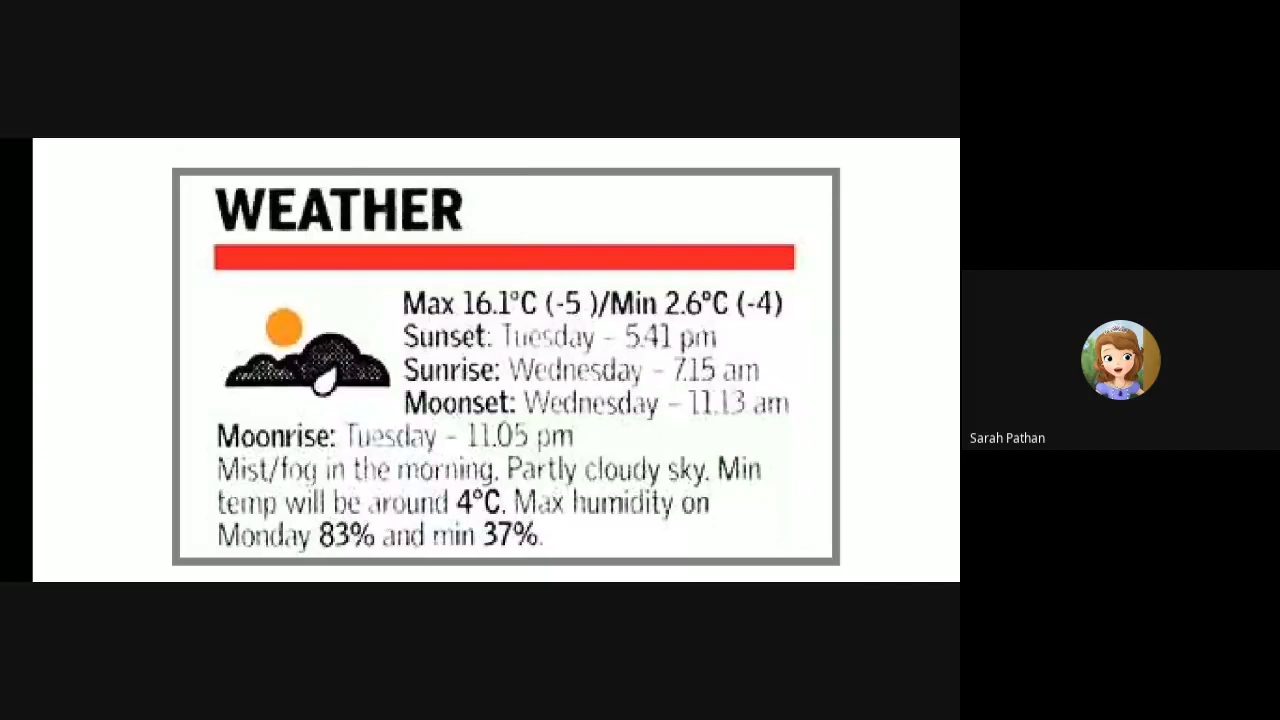 WEATHER
Max 16.1°C (-5 )/Min 2.6°C (-4)
Sunset: Tuesday – 5.41 pm
Sunrise: Wednesday – 7.15 am
Moonset: Wednesday – 11.13 am
Moonrise: Tuesday – 11.05 pm
Mist/fog in the morning. Partly cloudy sky. Min
temp will be around 4°C. Max humidity on
Monday 83% and min 37%.
Sarah Pathan